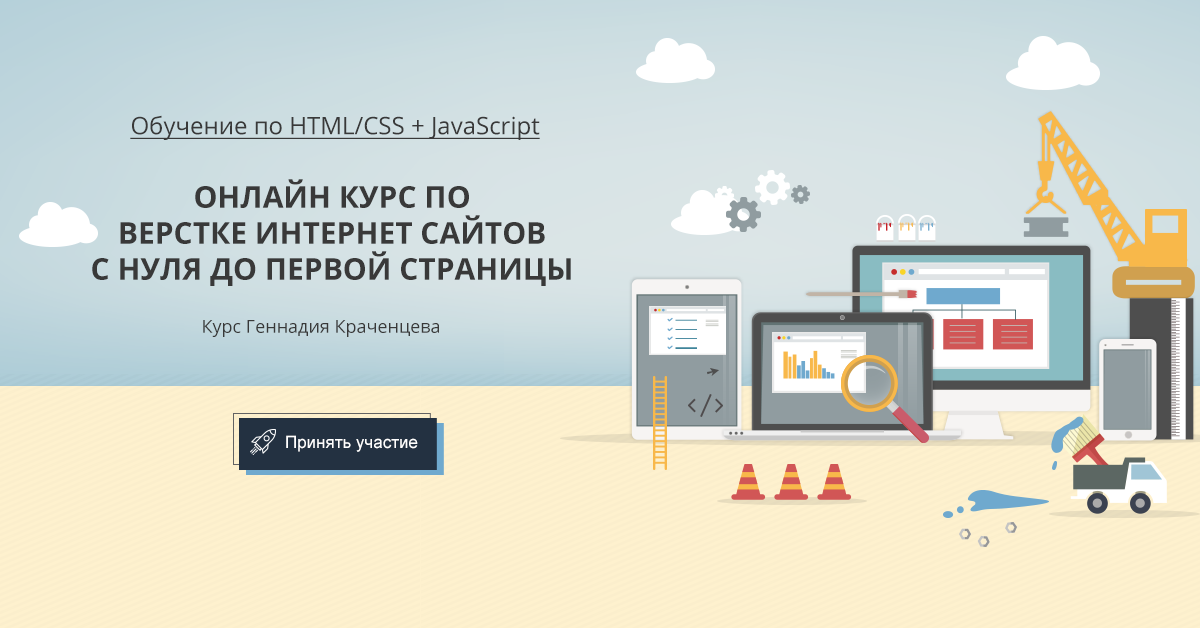 Обучение по HTML/CSS + JavaScript
ОНЛАЙН КУРС ПО
ВЕРСТКЕ ИНТЕРНЕТ САЙТОВ
С НУЛЯ ДО ПЕРВОЙ СТРАНИЦЫ
Курс Геннадия Краченцева
Принять участие